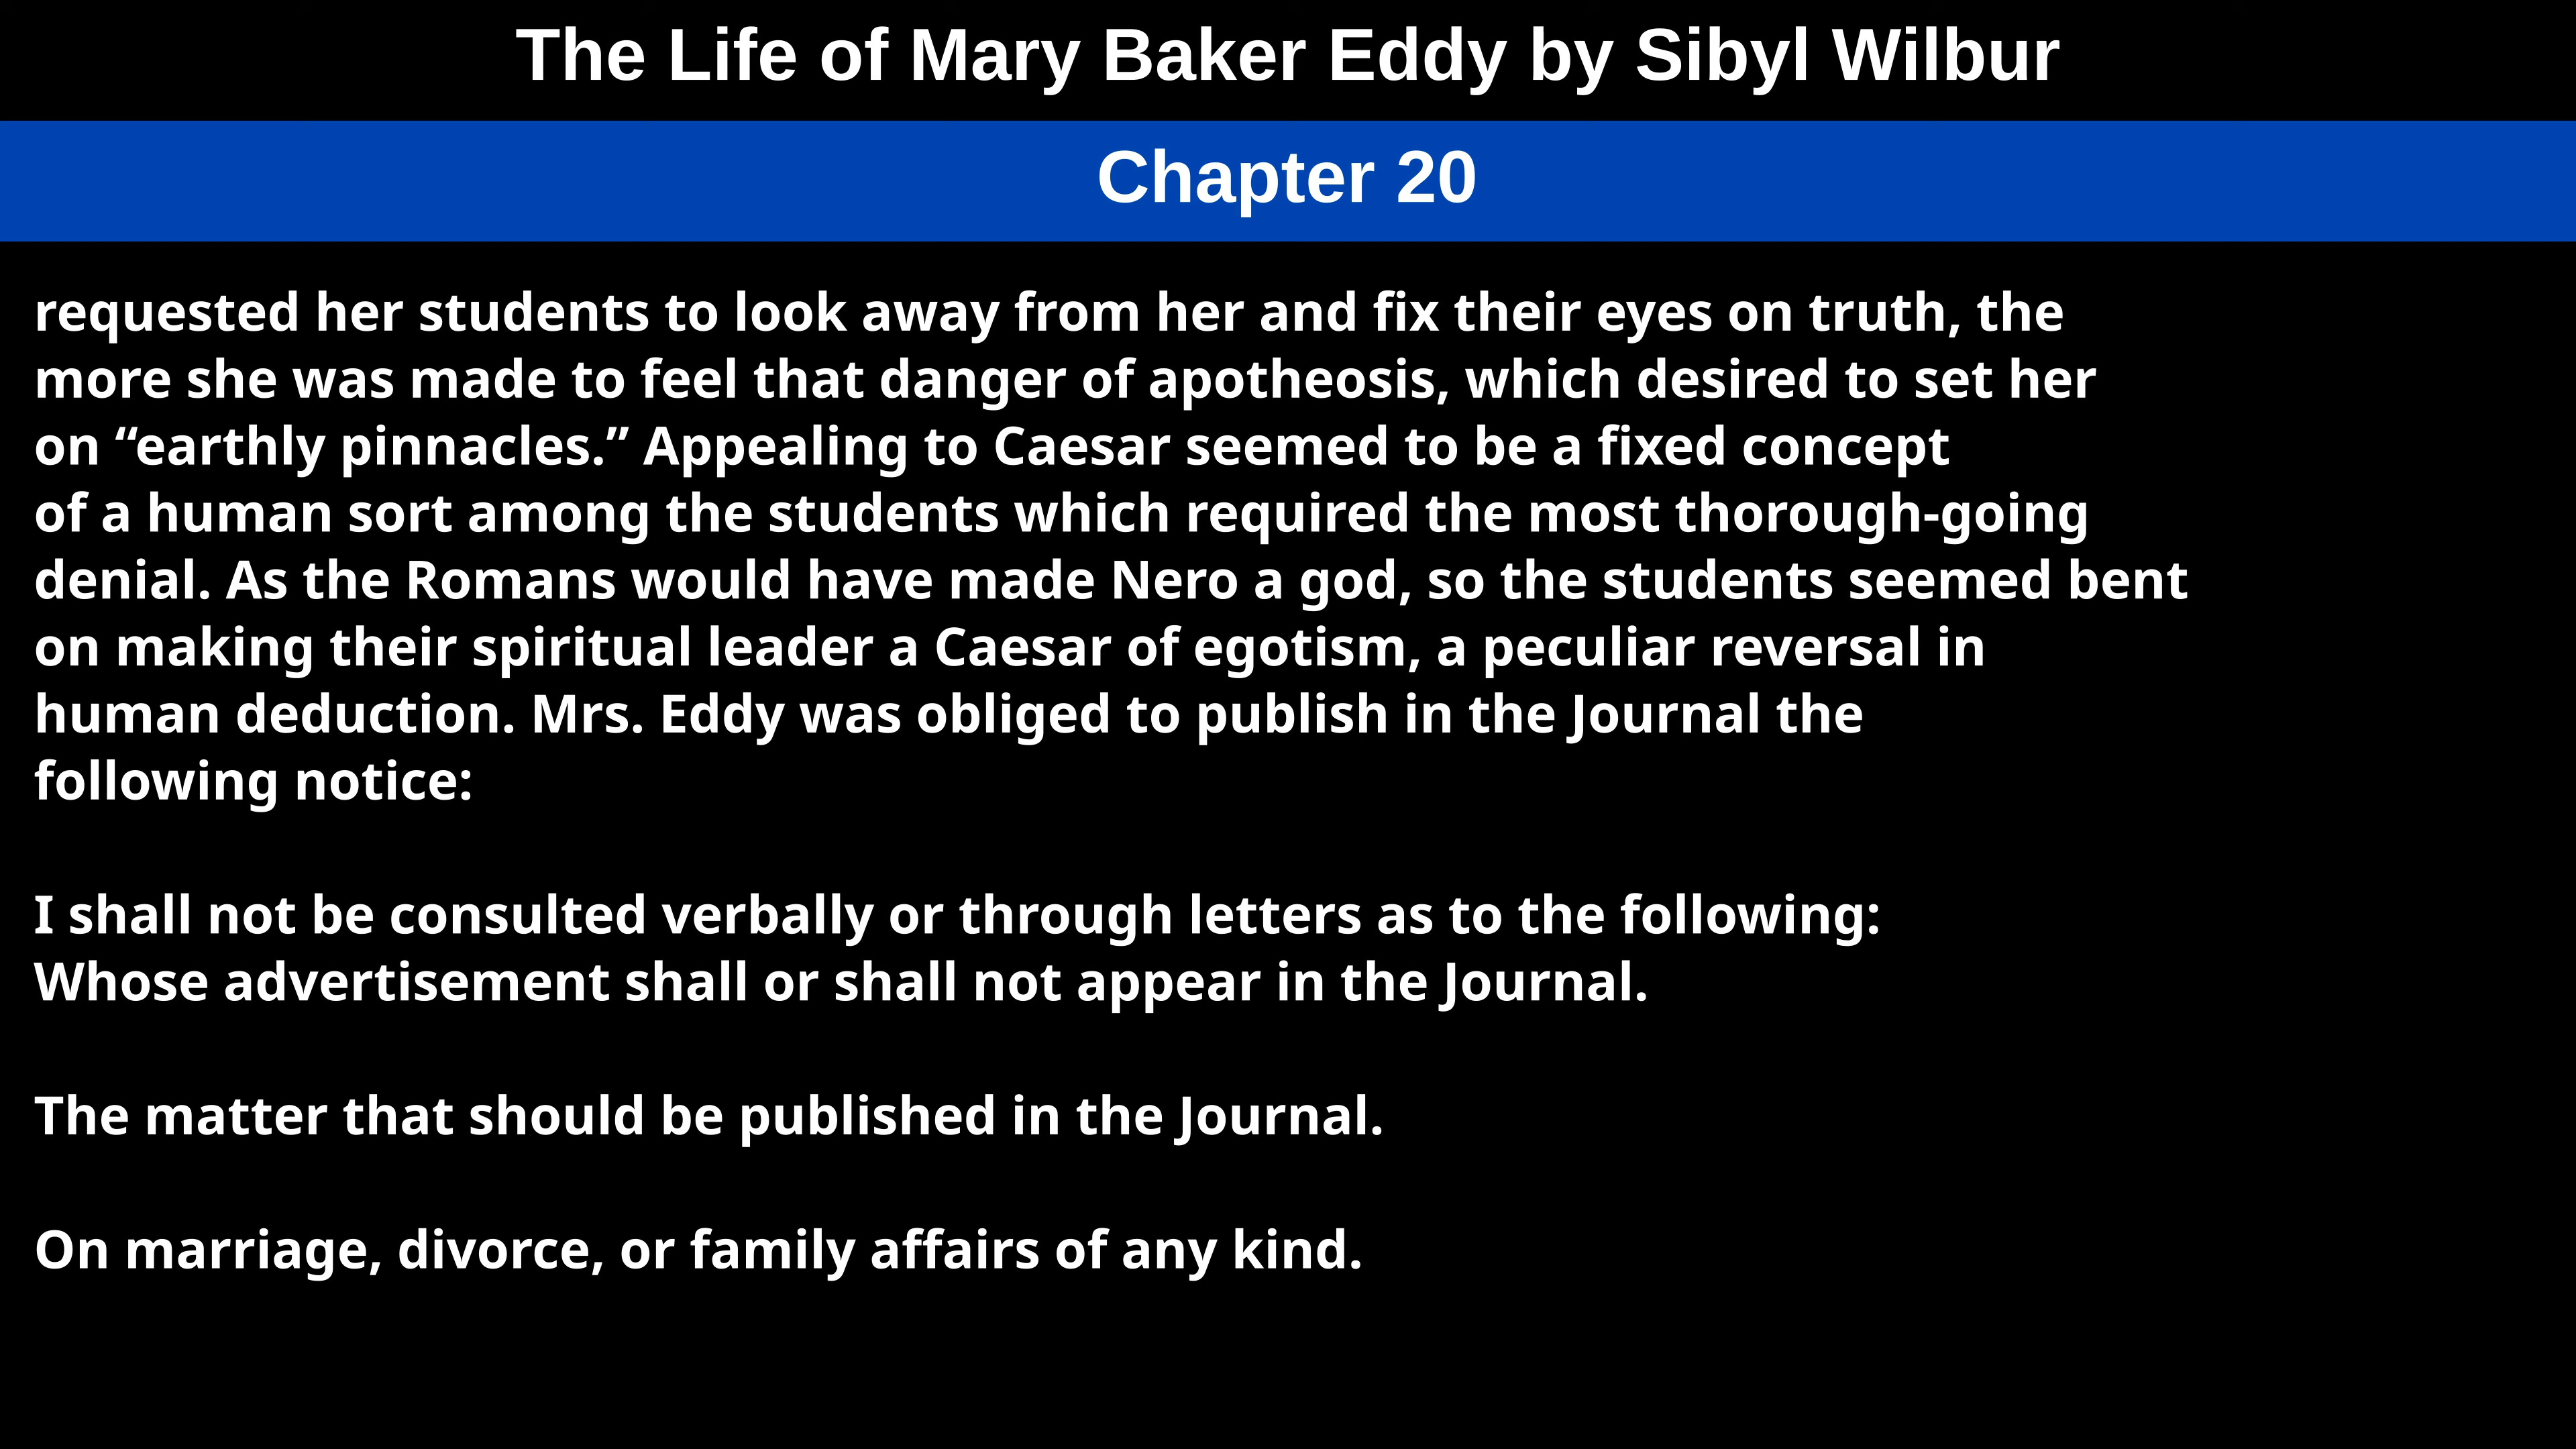 The Life of Mary Baker Eddy by Sibyl Wilbur
Chapter 20
requested her students to look away from her and fix their eyes on truth, the
more she was made to feel that danger of apotheosis, which desired to set her
on “earthly pinnacles.” Appealing to Caesar seemed to be a fixed concept
of a human sort among the students which required the most thorough-going
denial. As the Romans would have made Nero a god, so the students seemed bent
on making their spiritual leader a Caesar of egotism, a peculiar reversal in
human deduction. Mrs. Eddy was obliged to publish in the Journal the
following notice:
I shall not be consulted verbally or through letters as to the following:
Whose advertisement shall or shall not appear in the Journal.
The matter that should be published in the Journal.
On marriage, divorce, or family affairs of any kind.